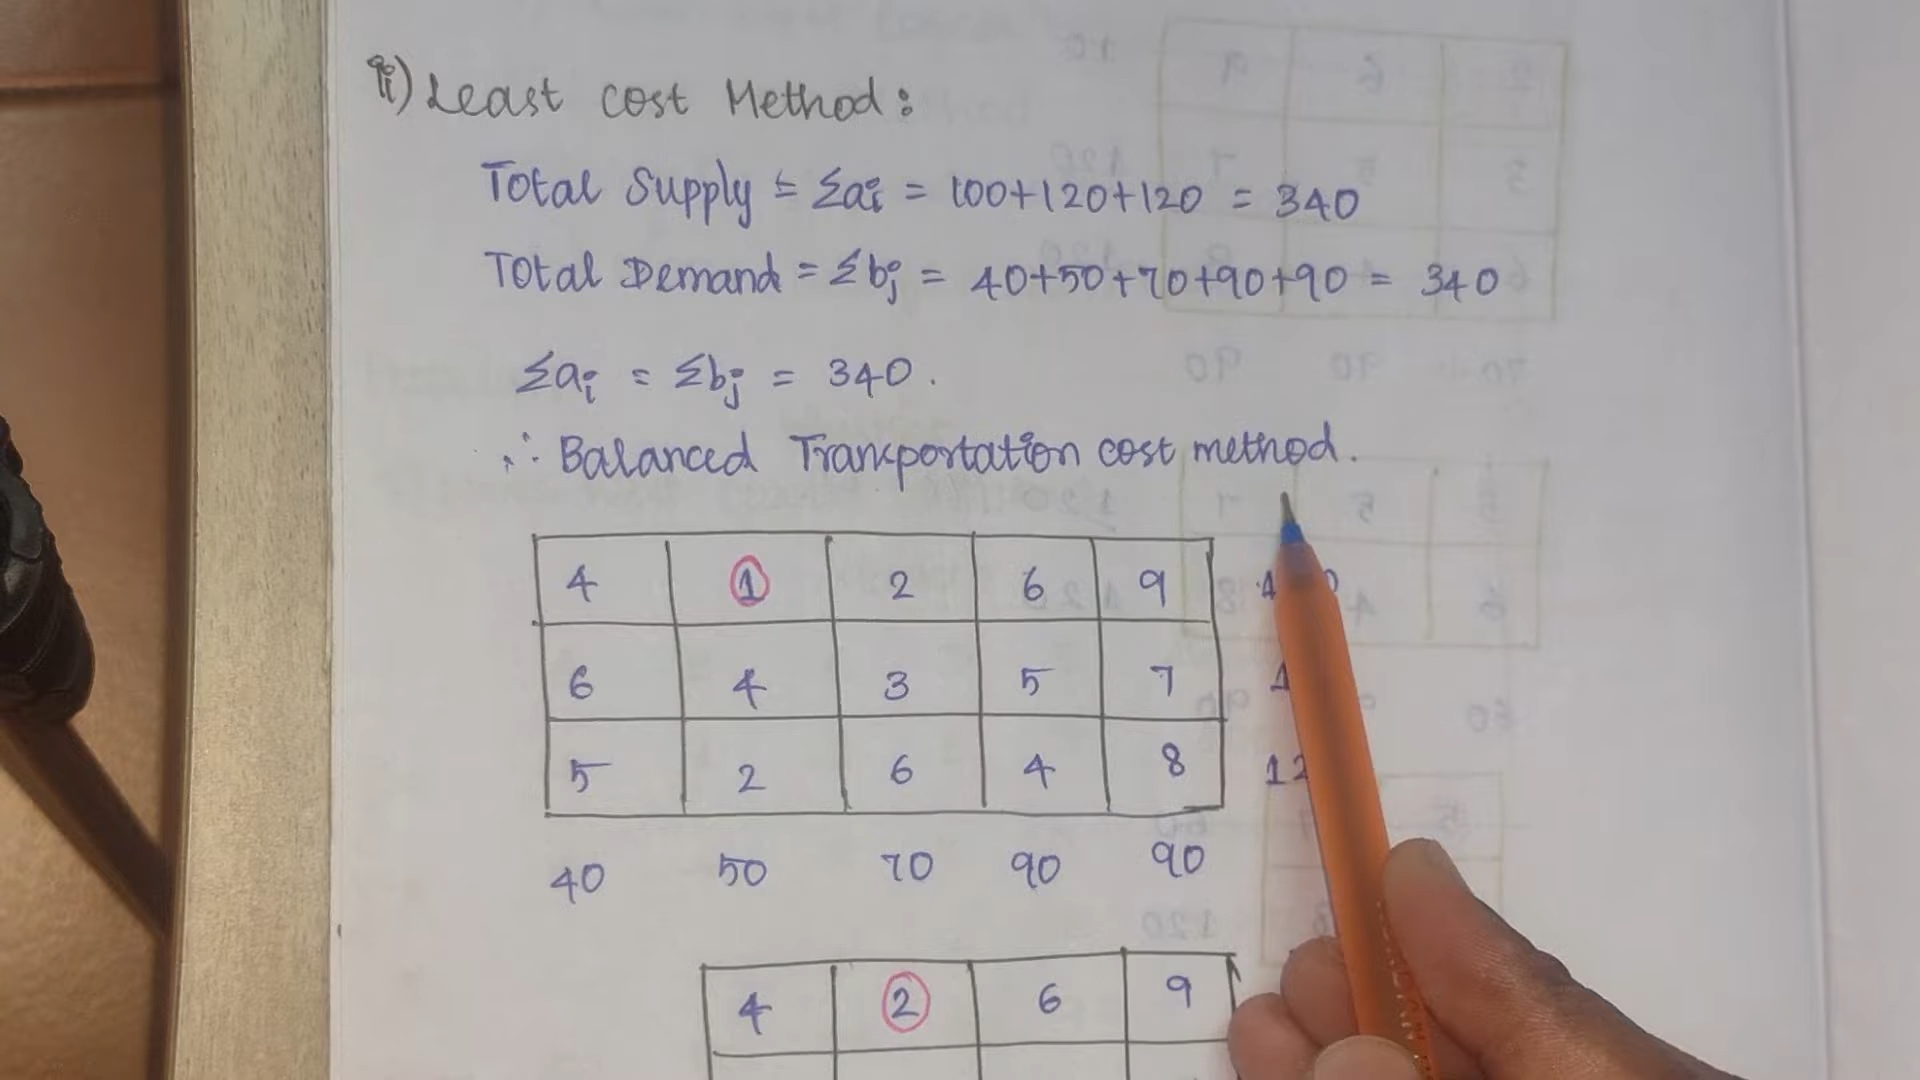 ii) Least cost Method:
Total Supply = Σai = 100+120+120 = 340
Total Demand = Σbj = 40+50+70+90+90 = 340
Σai = Σbj = 340.
∴ Balanced Transportation cost method.
4 1 2 6 9
6 4 3 5 7
5 2 6 4 8
40 50 70 90 90
4 2 6 9